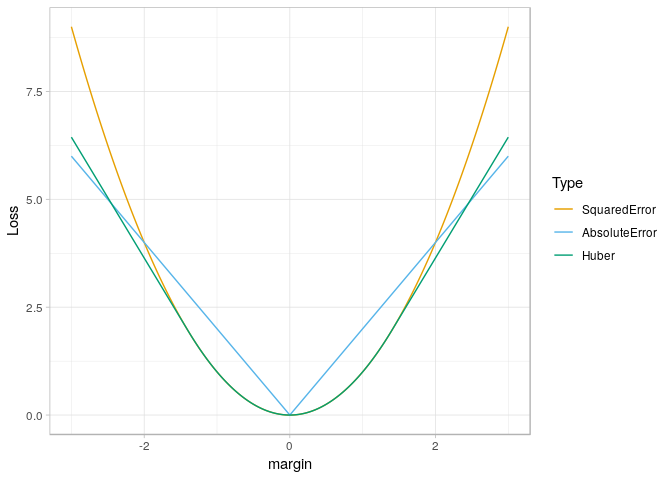 7.5
5.0
2.5
0.0
Loss
-2
0
2
margin
Type
SquaredError
AbsoluteError
Huber